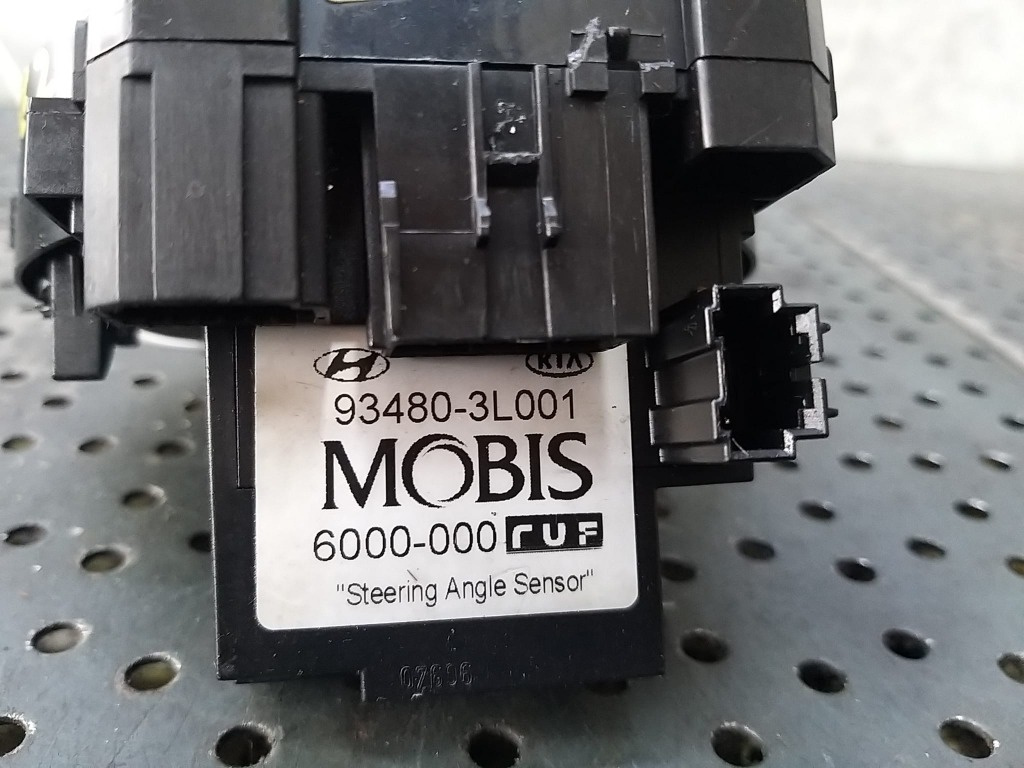 KIA
93480-3L001
MOBIS
6000-000 ruf
"Steering Angle Sensor"